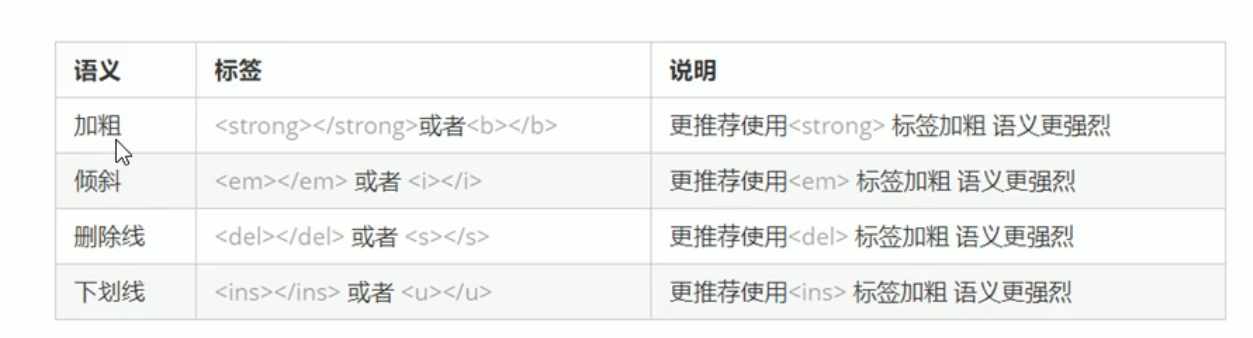 语义 标签 说明
加粗 <strong></strong>或者<b></b> 更推荐使用<strong> 标签加粗 语义更强烈
倾斜 <em></em> 或者 <i></i> 更推荐使用<em> 标签加粗 语义更强烈
删除线 <del></del> 或者 <s></s> 更推荐使用<del> 标签加粗 语义更强烈
下划线 <ins></ins> 或者 <u></u> 更推荐使用<ins> 标签加粗 语义更强烈